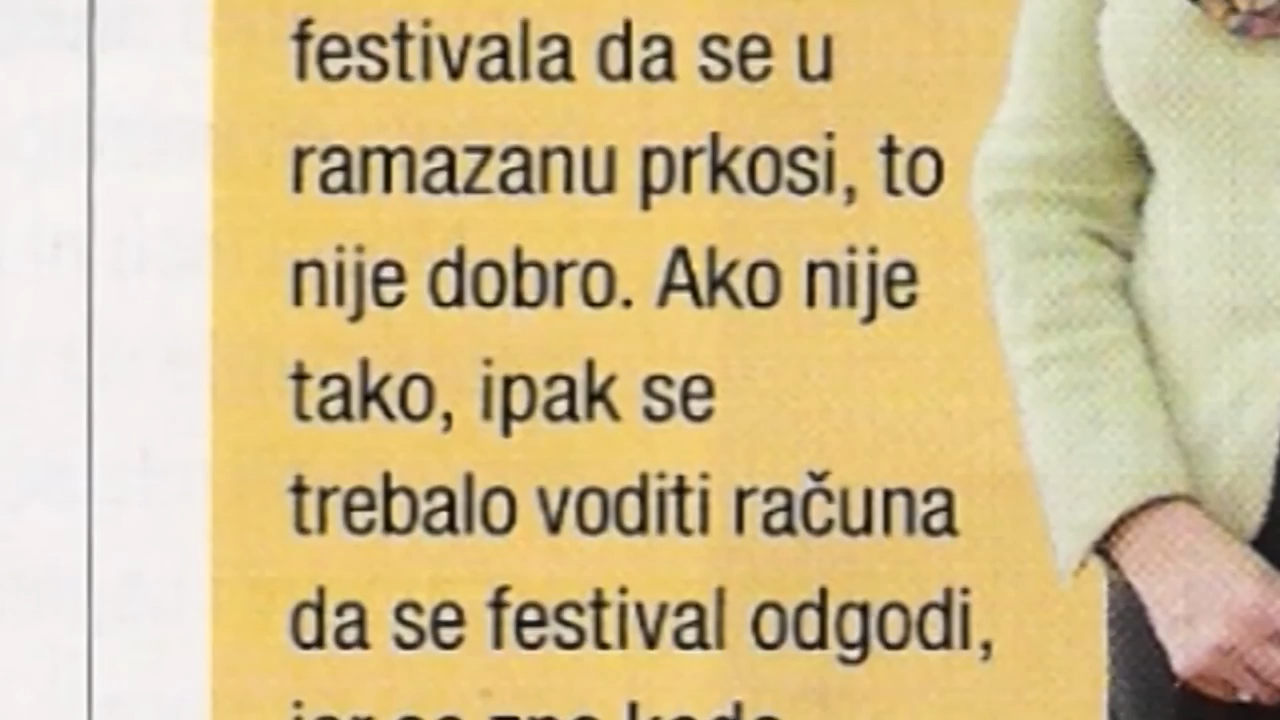 festivala da se u
ramazanu prkosi, to
nije dobro. Ako nije
tako, ipak se
trebalo voditi računa
da se festival odgodi,